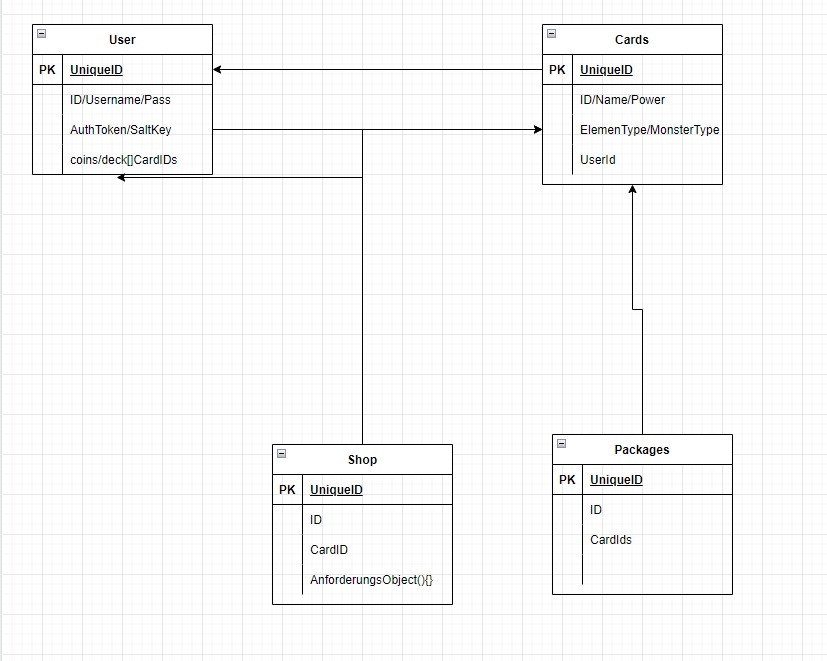 User
PK UniqueID
ID/Username/Pass
AuthToken/SaltKey
coins/deck[]CardIDs
Cards
PK UniqueID
ID/Name/Power
ElemenType/MonsterType
UserId
Shop
PK UniqueID
ID
CardID
AnforderungsObject(){}
Packages
PK UniqueID
ID
CardIds